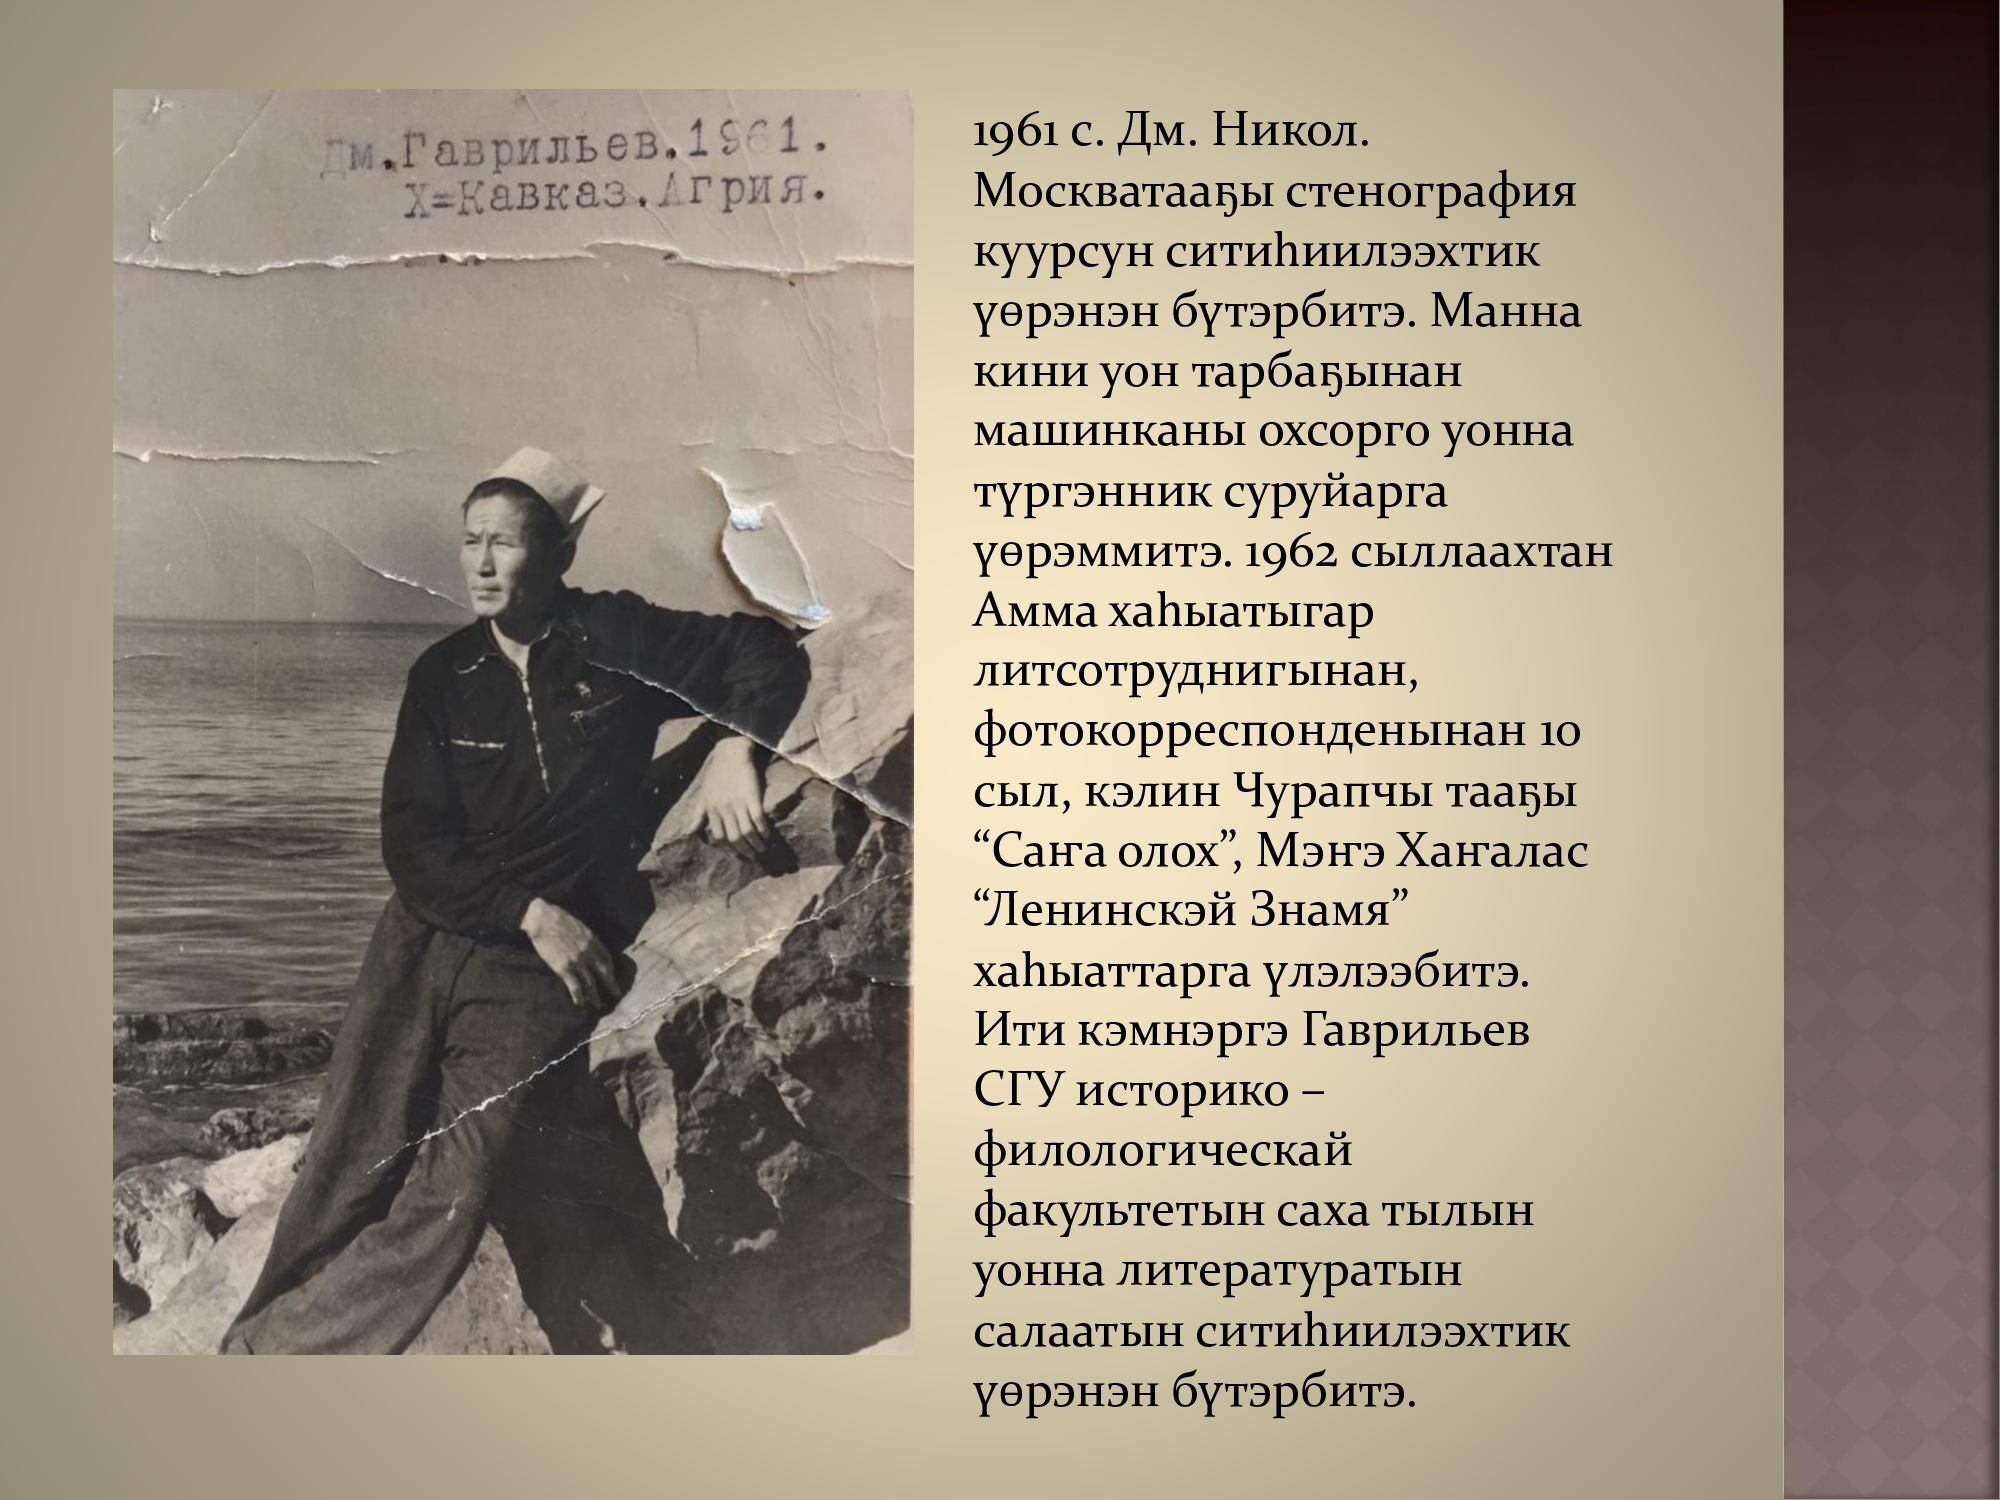 Дм.Гаврильев.1961.
Х=Кавказ.Агрия.
1961 с. Дм. Никол.
Москватааҕы стенография
куурсун ситиһиилээхтик
үөрэнэн бүтэрбитэ. Манна
кини уон тарбаҕынан
машинканы охсорго уонна
түргэнник суруйарга
үөрэммитэ. 1962 сыллаахтан
Амма хаһыатыгар
литсотруднигынан,
фотокорреспонденынан 10
сыл, кэлин Чурапчы тааҕы
“Саҥа олох”, Мэҥэ Хаҥалас
“Ленинскэй Знамя”
хаһыаттарга үлэлээбитэ.
Ити кэмнэргэ Гаврильев
СГУ историко –
филологическай
факультетын саха тылын
уонна литературатын
салаатын ситиһиилээхтик
үөрэнэн бүтэрбитэ.